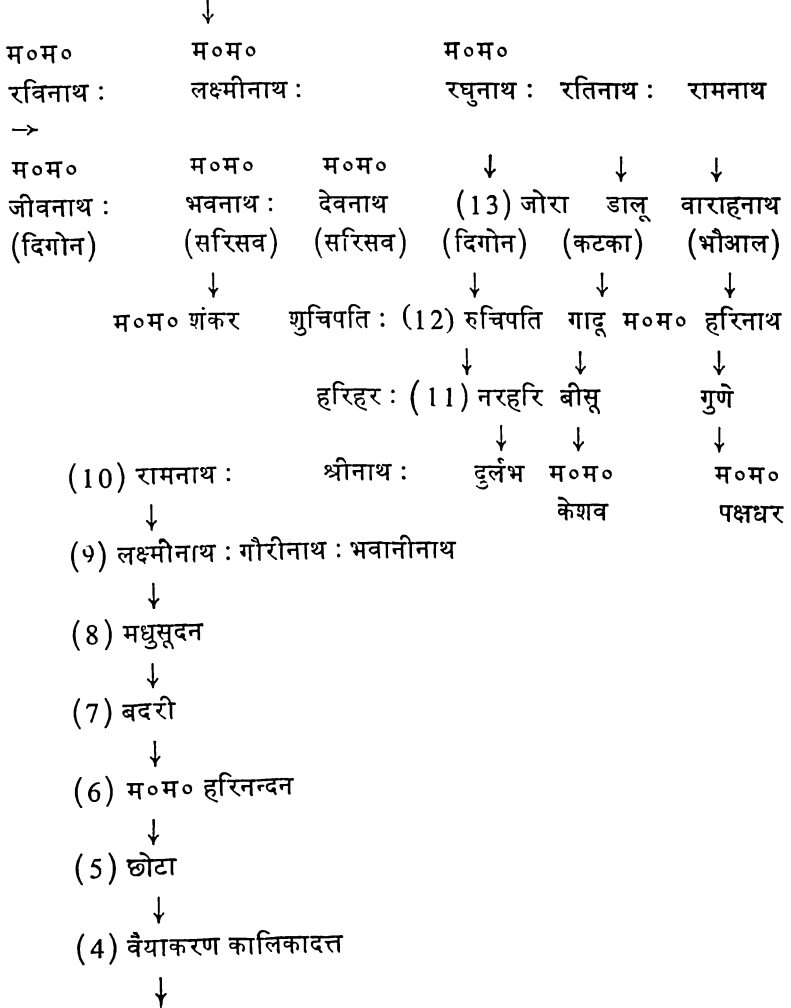 ↓
म०म० म०म० म०म०
रविनाथ : लक्ष्मीनाथ : रघुनाथ : रतिनाथ : रामनाथ
→
म०म० म०म० म०म० ↓ ↓ ↓
जीवनाथ : भवनाथ : देवनाथ (13) जोरा डालू वाराहनाथ
(दिगोन) (सरिसव) (सरिसव) (दिगोन) (कटका) (भौआल)
↓ ↓ ↓ ↓
म०म० शंकर शुचिपति : (12) रुचिपति गादू म०म० हरिनाथ
↓ ↓ ↓
हरिहर : (11) नरहरि बीसू गुणे
↓ ↓ ↓
(10) रामनाथ : श्रीनाथ : दुर्लभ म०म० म०म०
↓ केशव पक्षधर
(9) लक्ष्मीनाथ : गौरीनाथ : भवानीनाथ
↓
(8) मधुसूदन
↓
(7) बदरी
↓
(6) म०म० हरिनन्दन
↓
(5) छोटा
↓
(4) वैयाकरण कालिकादत्त
↓